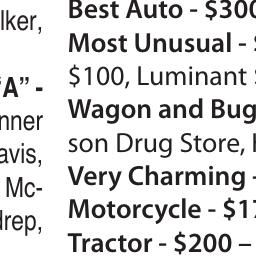 lker,
"A" -
nner
avis,
Mc-
drep,
Best Auto - $300
Most Unusual - $
$100, Luminant $
Wagon and Bug
son Drug Store,
Very Charming -
Motorcycle - $17
Tractor - $200 –